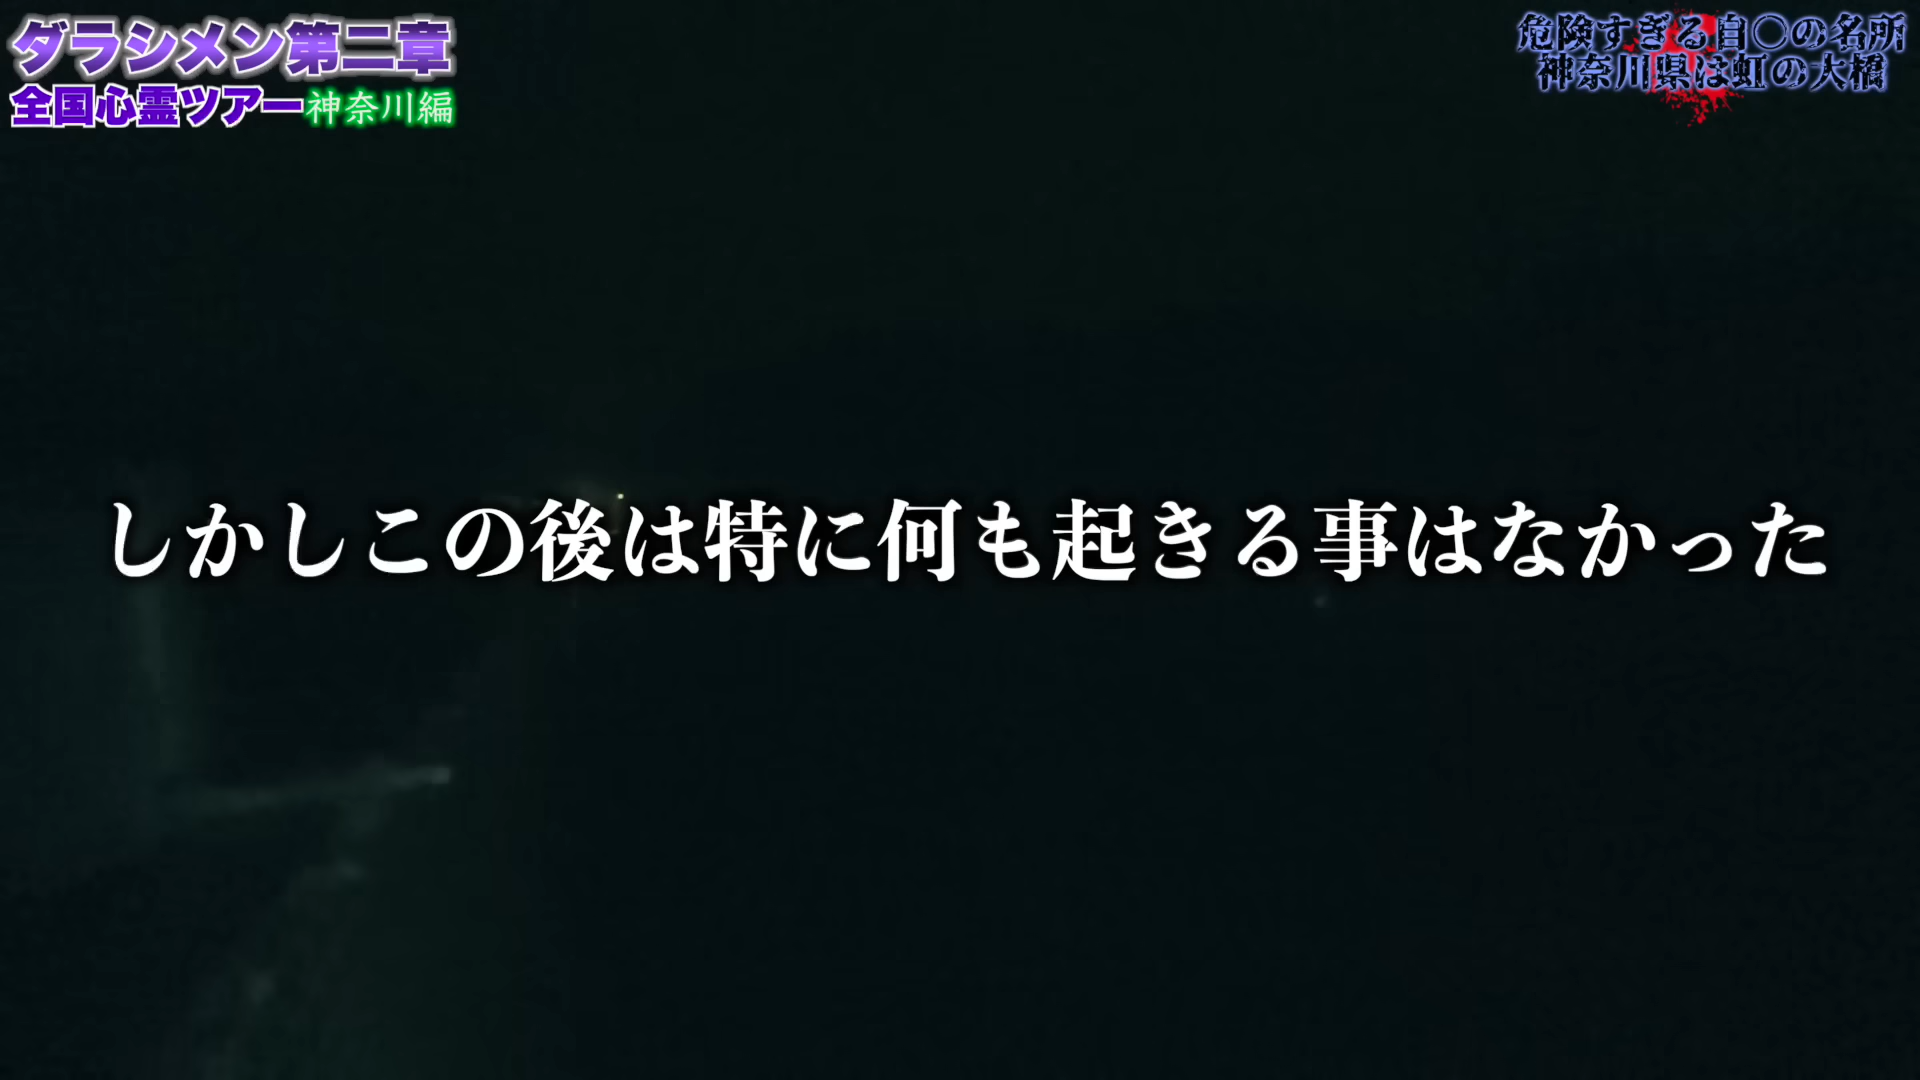 ダラシメン第二章
全国心霊ツアー神奈川編
危険すぎる自〇の名所
神奈川県は虹の大橋
しかしこの後は特に何も起きる事はなかった